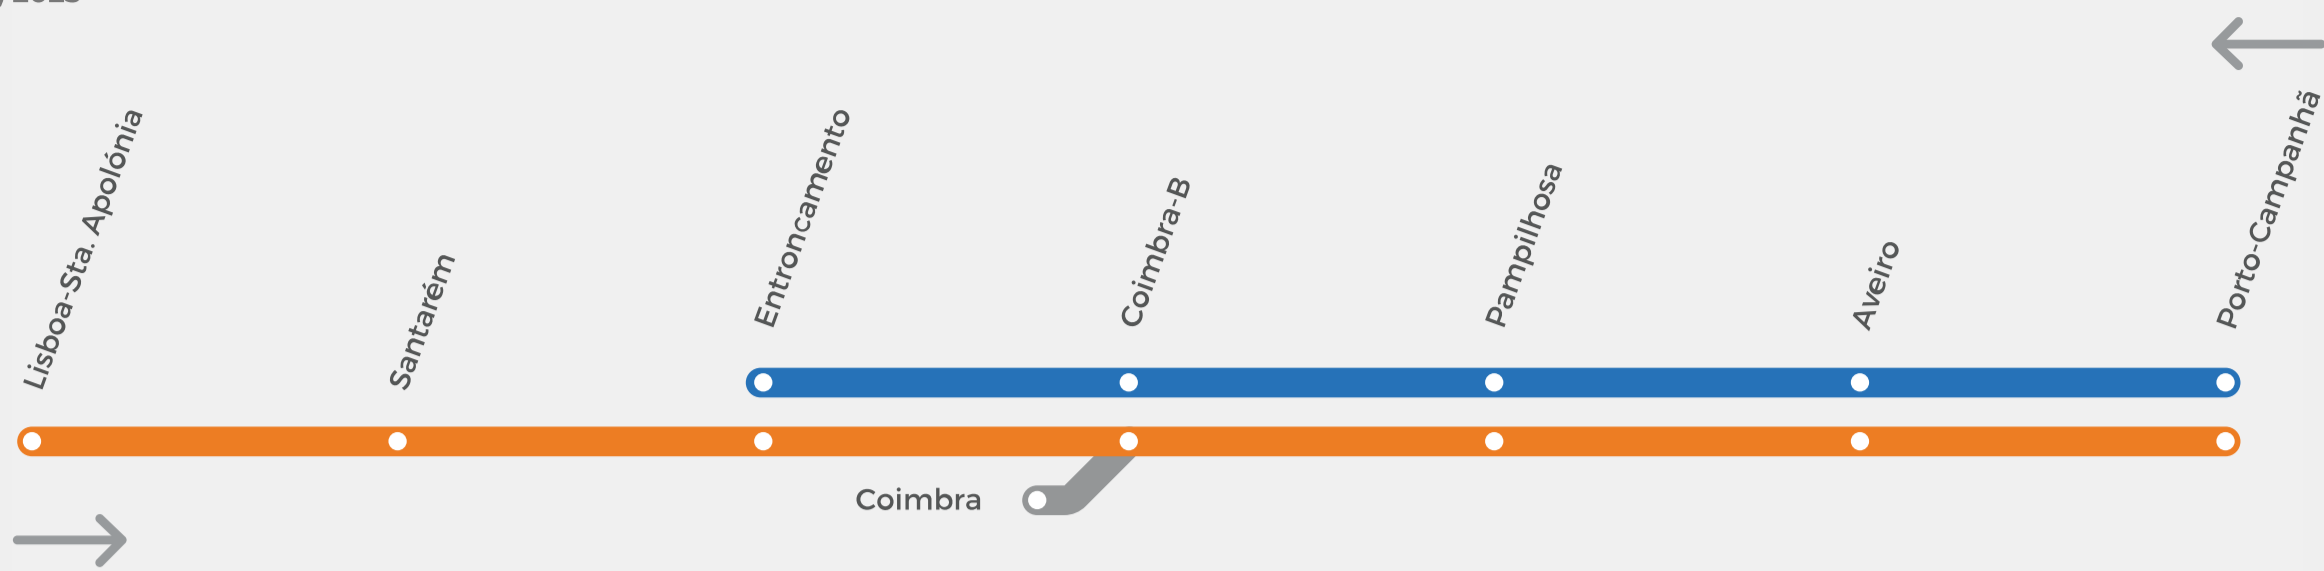 Lisboa-Sta. Apolónia
Santarém
Entroncamento
Coimbra-B
Pampilhosa
Aveiro
Porto-Campanhã
Coimbra